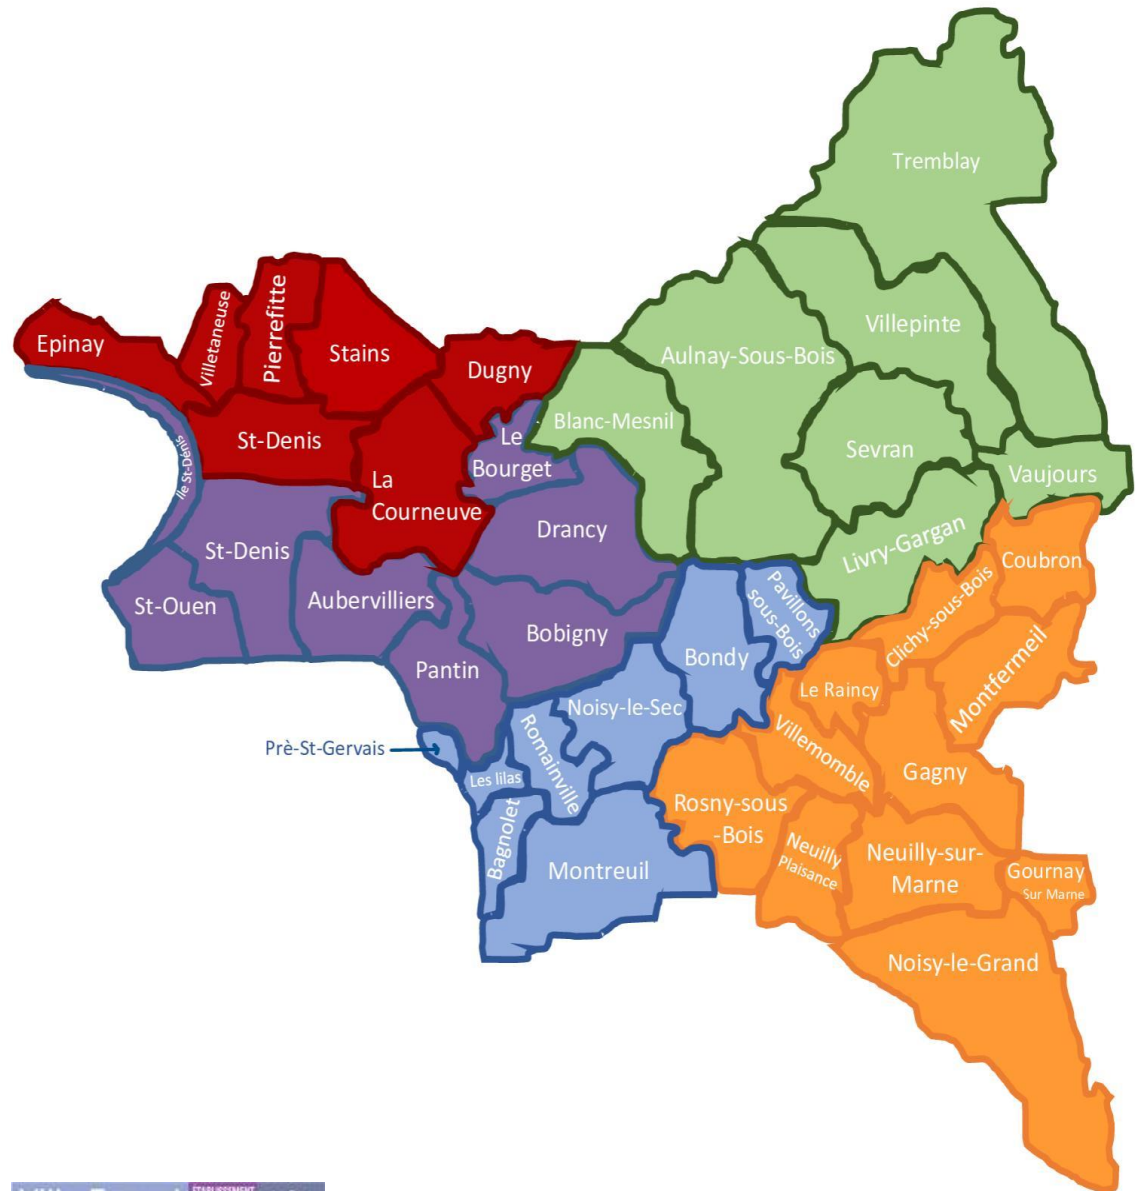 Tremblay
Villepinte
Aulnay-Sous-Bois
Epinay
Villetaneuse
Pierrefitte
Stains
Dugny
Blanc-Mesnil
St-Denis
Le
Bourget
Sevran
Vaujours
Ile St-Dénis
La
Courneuve
Drancy
Livry-Gargan
Coubron
St-Denis
St-Ouen
Aubervilliers
Bobigny
Pavillons
sous-Bois
Clichy-sous-Bois
Pantin
Bondy
Le Raincy
Montfermeil
Noisy-le-Sec
Prè-St-Gervais
Romainville
Villemomble
Gagny
Les lilas
Rosny-sous
-Bois
Bagnolet
Montreuil
Neuilly
Plaisance
Neuilly-sur-
Marne
Gournay
Sur Marne
Noisy-le-Grand
ÉTABLISSEMENT